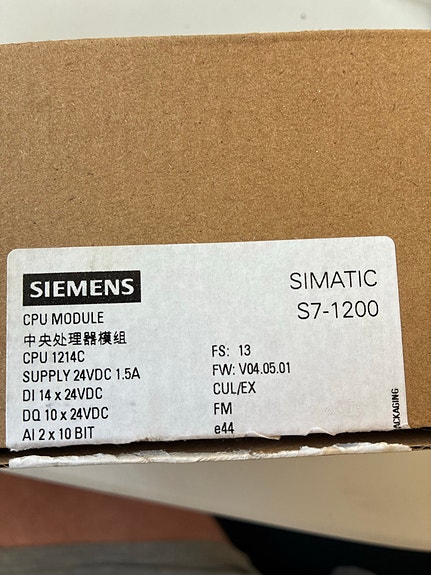 SIEMENS
SIMATIC
S7-1200
CPU MODULE
中央处理器模组
CPU 1214C
SUPPLY 24VDC 1.5A
DI 14 x 24VDC
DQ 10 x 24VDC
AI 2 x 10 BIT
FS: 13
FW: V04.05.01
CUL/EX
FM
e44